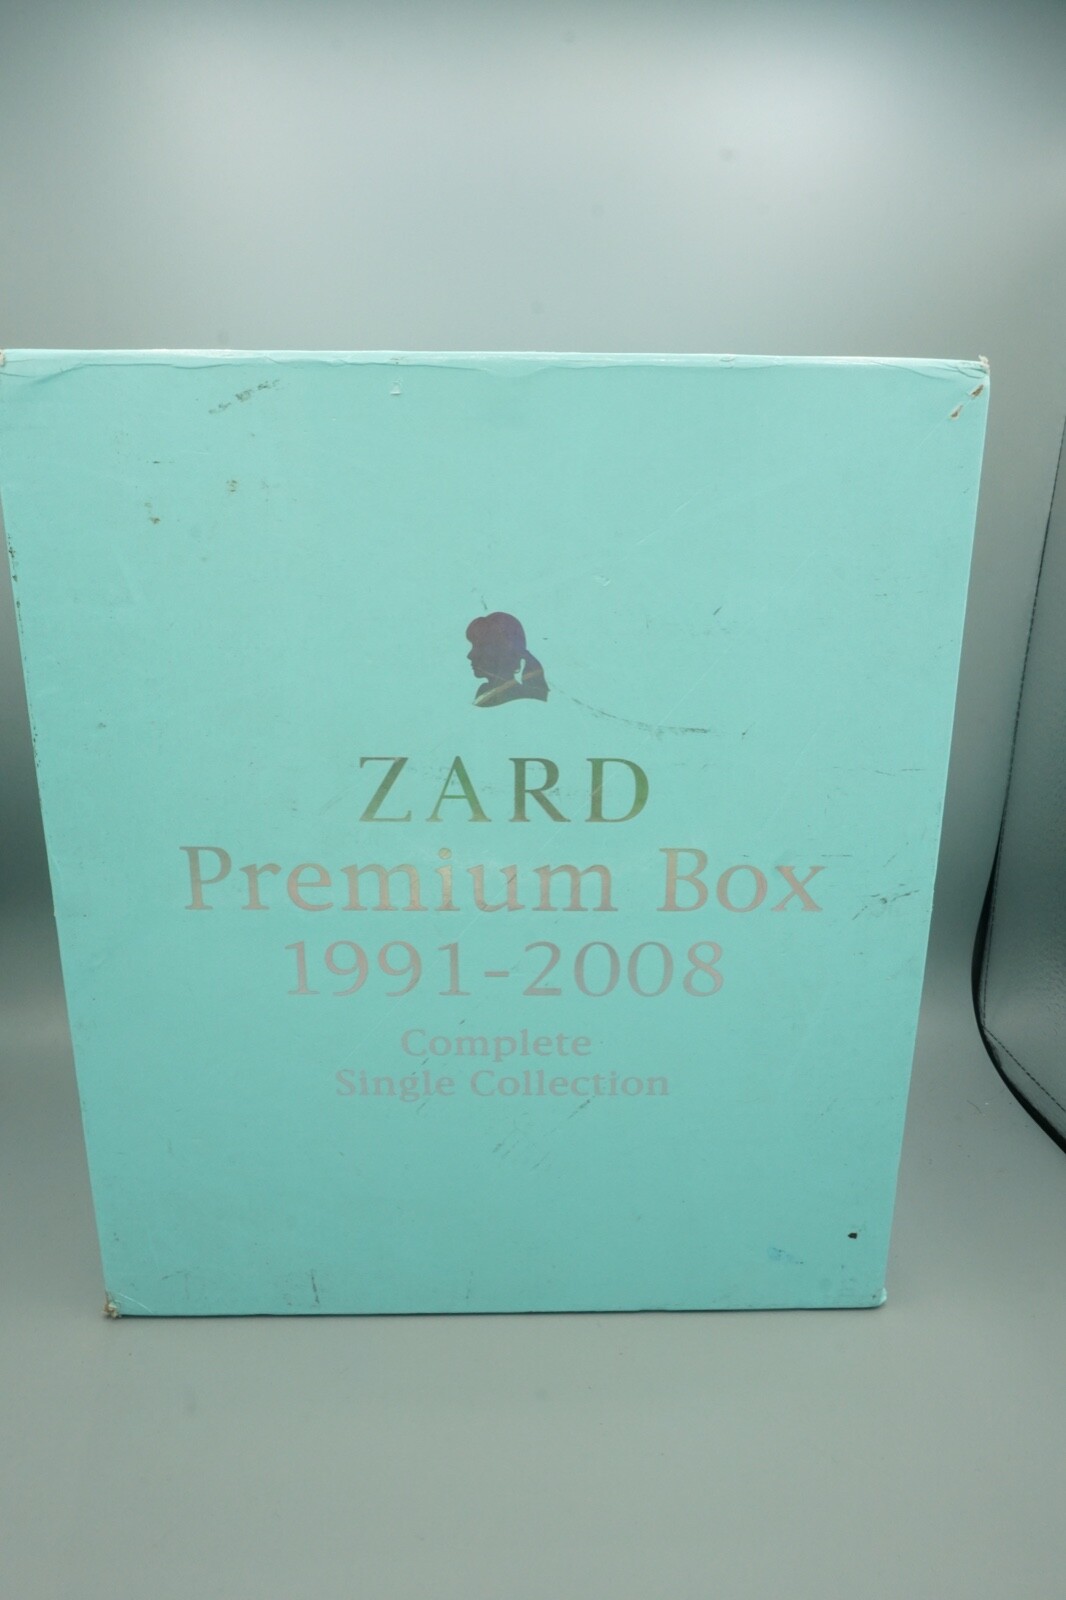 ZARD
Premium Box
1991-2008
Complete
Single Collection